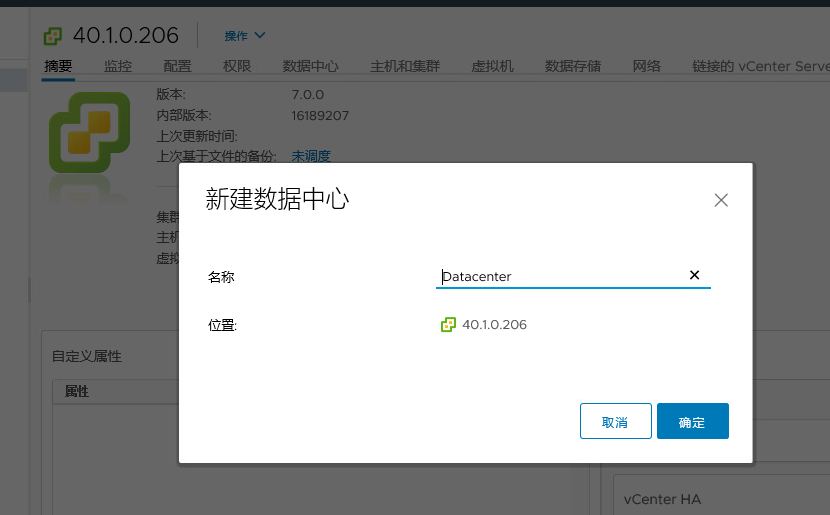 40.1.0.206 操作
摘要 监控 配置 权限 数据中心 主机和集群 虚拟机 数据存储 网络 链接的 vCenter Serve
版本: 7.0.0
内部版本: 16189207
上次更新时间:
上次基于文件的备份: 未调度
新建数据中心
集群
主机
虚拟
名称 Datacenter
位置: 40.1.0.206
自定义属性
属性
取消 确定
vCenter HA